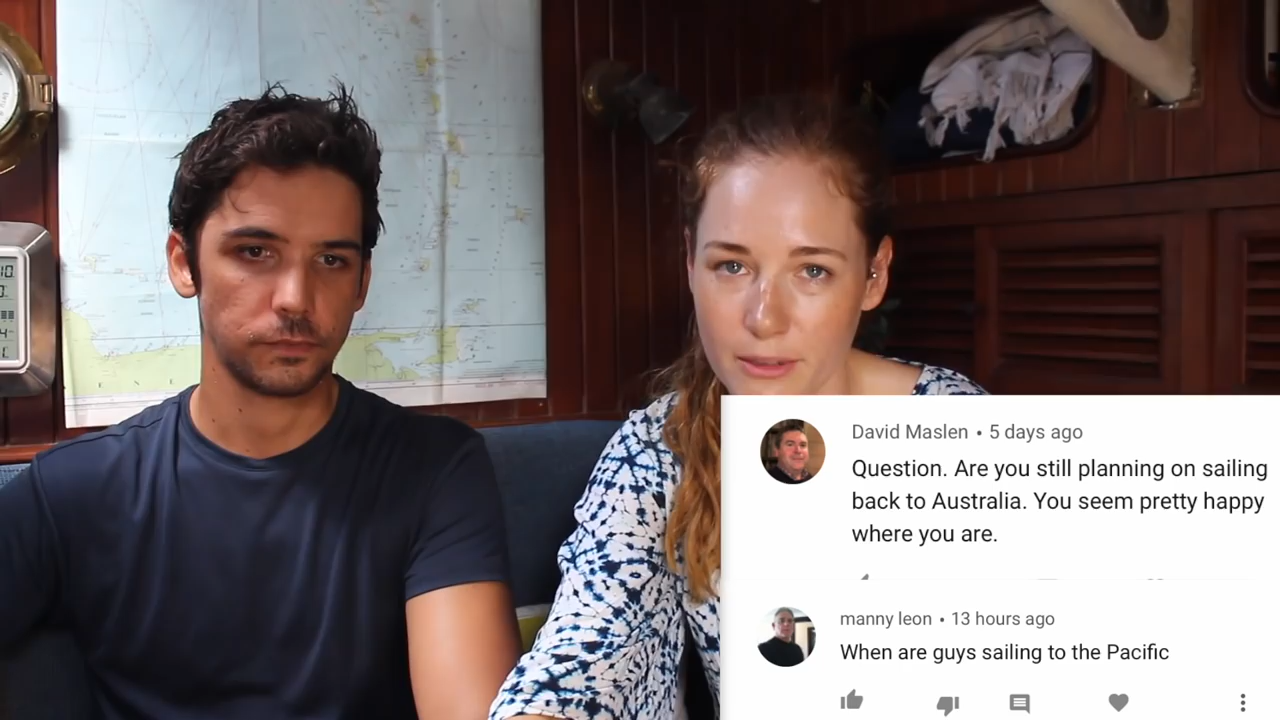 David Maslen • 5 days ago
Question. Are you still planning on sailing
back to Australia. You seem pretty happy
where you are.
manny leon • 13 hours ago
When are guys sailing to the Pacific